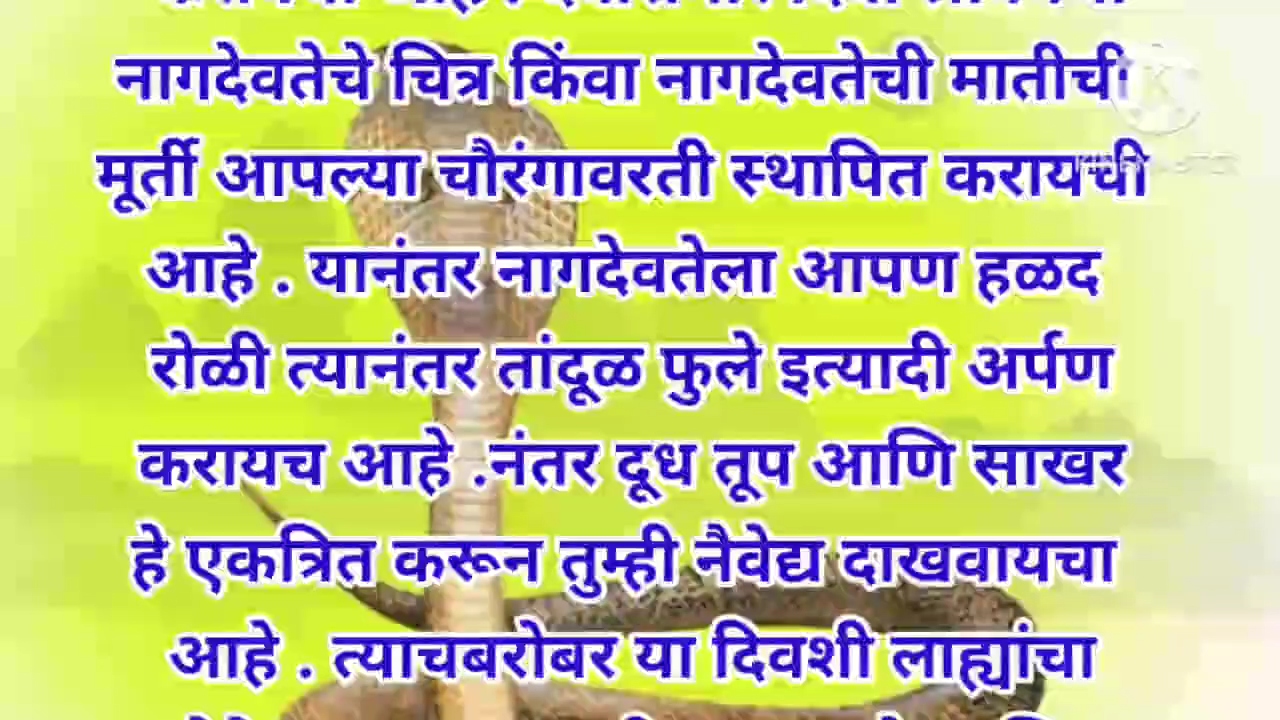 नागदेवतेचे चित्र किंवा नागदेवतेची मातीची
मूर्ती आपल्या चौरंगावरती स्थापित करायची
आहे . यानंतर नागदेवतेला आपण हळद
रोळी त्यानंतर तांदूळ फुले इत्यादी अर्पण
करायच आहे .नंतर दूध तूप आणि साखर
हे एकत्रित करून तुम्ही नैवेद्य दाखवायचा
आहे . त्याचबरोबर या दिवशी लाह्यांचा